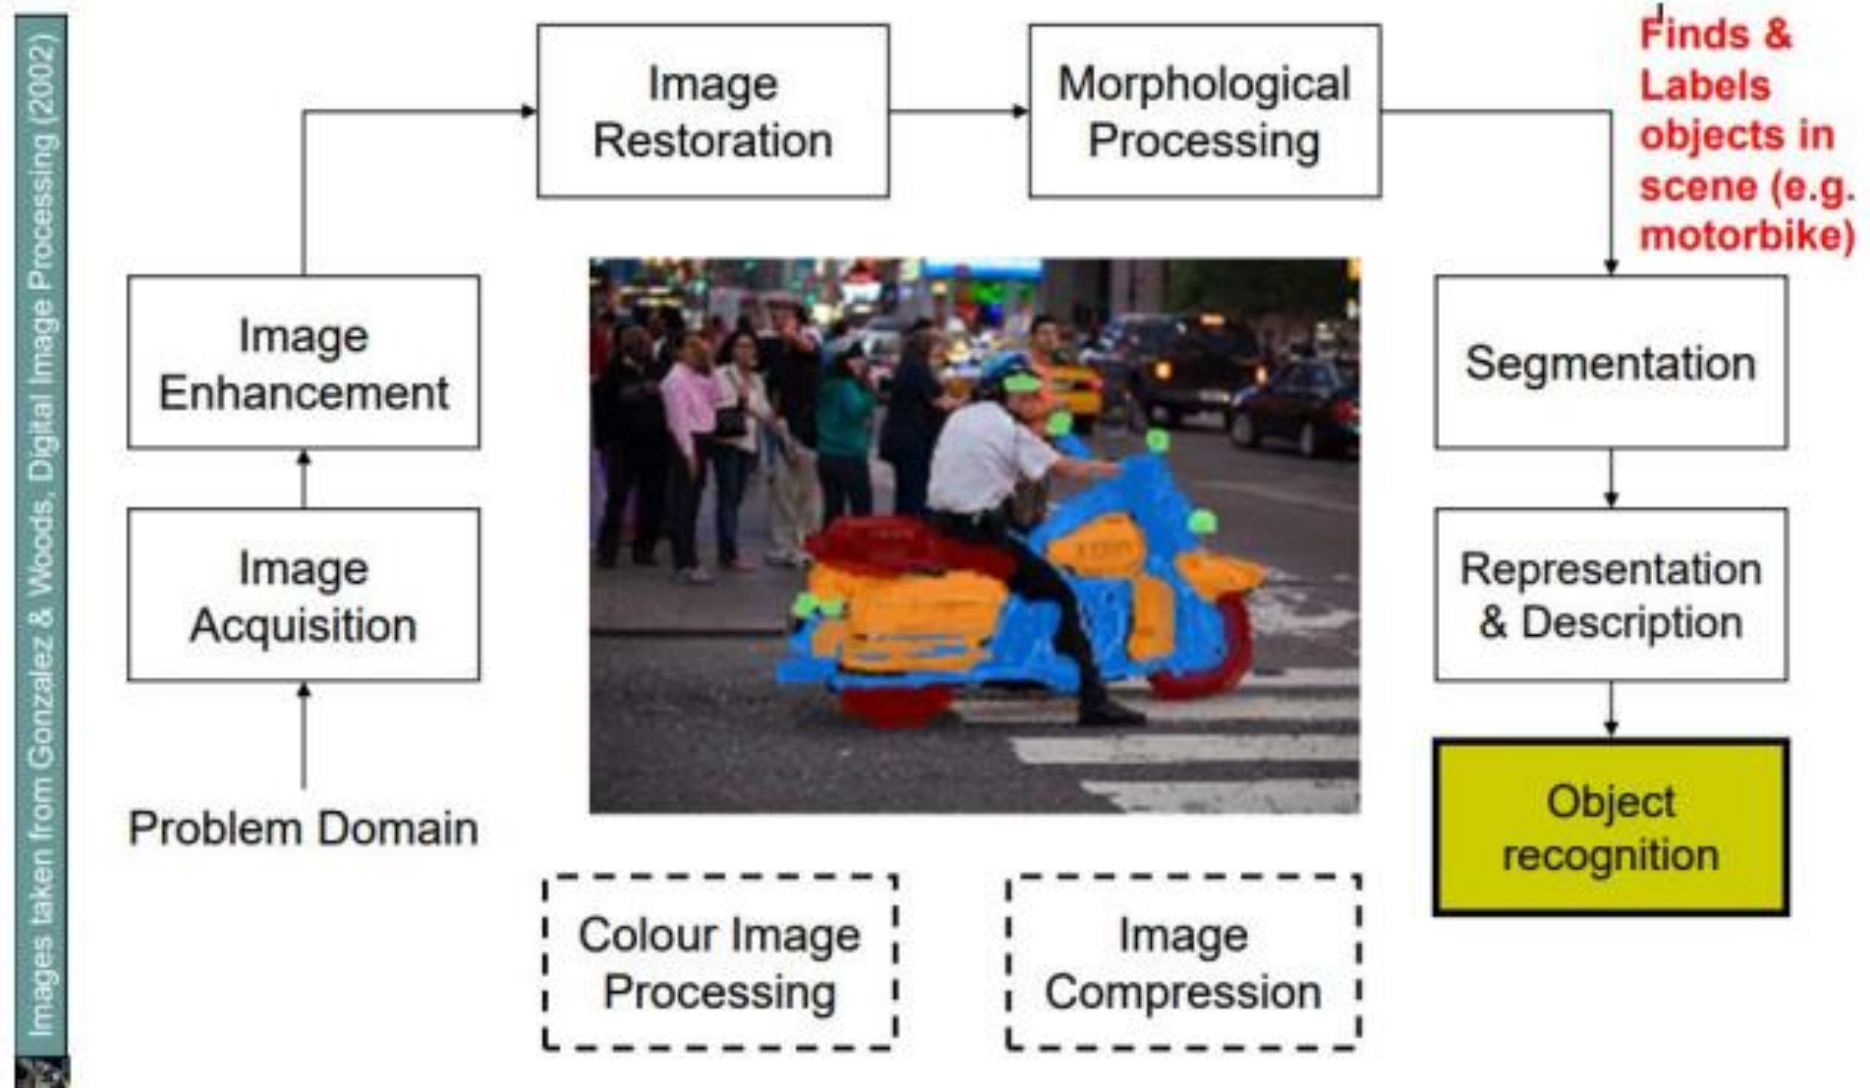 Images taken from Gonzalez & Woods, Digital Image Processing (2002)
Image
Restoration
Morphological
Processing
Finds &
Labels
objects in
scene (e.g.
motorbike)
Image
Enhancement
Segmentation
Image
Acquisition
Representation
& Description
Problem Domain
Object
recognition
Colour Image
Processing
Image
Compression